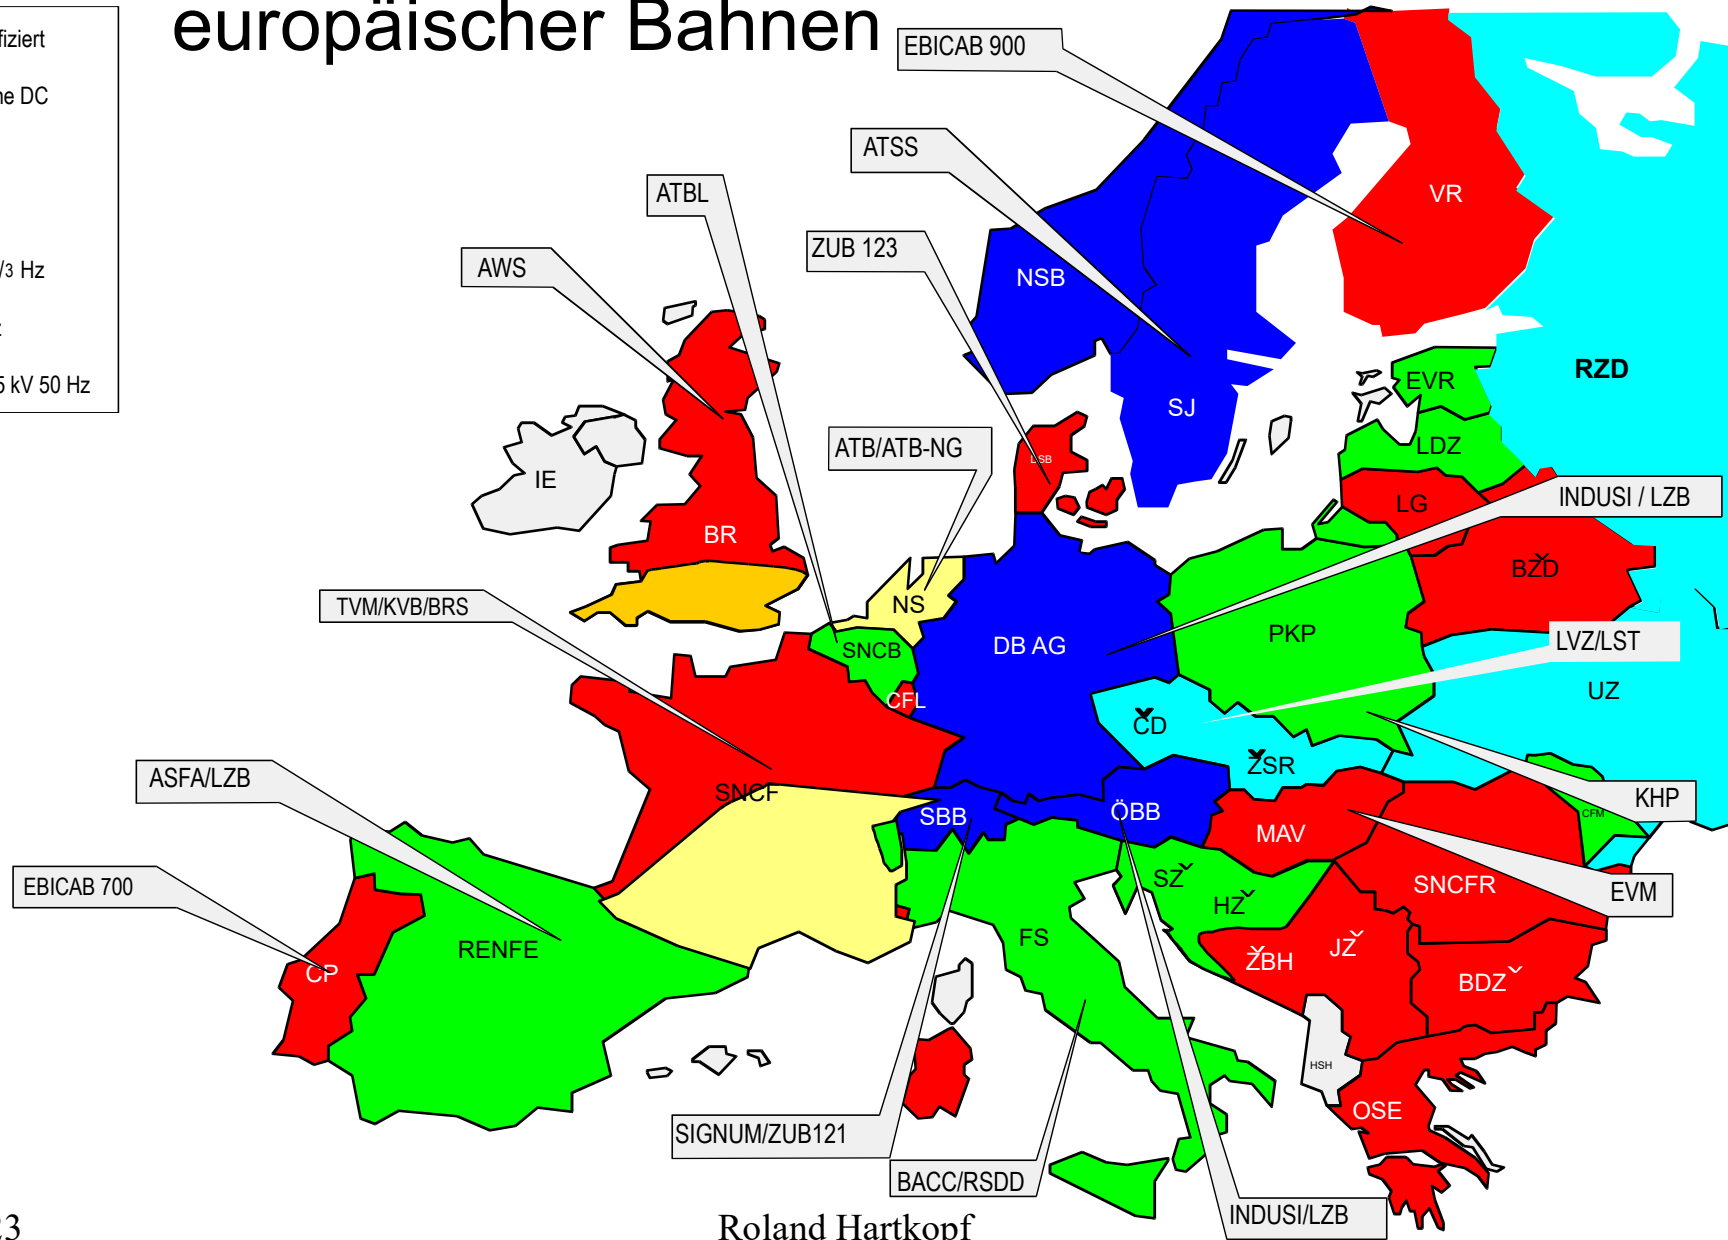 europäischer Bahnen
fiziert
ne DC
/3 Hz
5 kV 50 Hz
EBICAB 900
ATSS
ATBL
ZUB 123
AWS
VR
NSB
SJ
RZD
EVR
LDZ
LG
ATB/ATB-NG
IE
BR
INDUSI / LZB
BŽD
TVM/KVB/BRS
NS
SNCB
CFL
DB AG
PKP
LVZ/LST
UZ
ČD
ŽSR
ASFA/LZB
SNCF
SBB
ÖBB
MAV
KHP
CFM
EBICAB 700
SŽ
HŽ
SNCFR
EVM
RENFE
CP
FS
ŽBH
JŽ
BDŽ
HSH
OSE
SIGNUM/ZUB121
BACC/RSDD
INDUSI/LZB
23
Roland Hartkopf